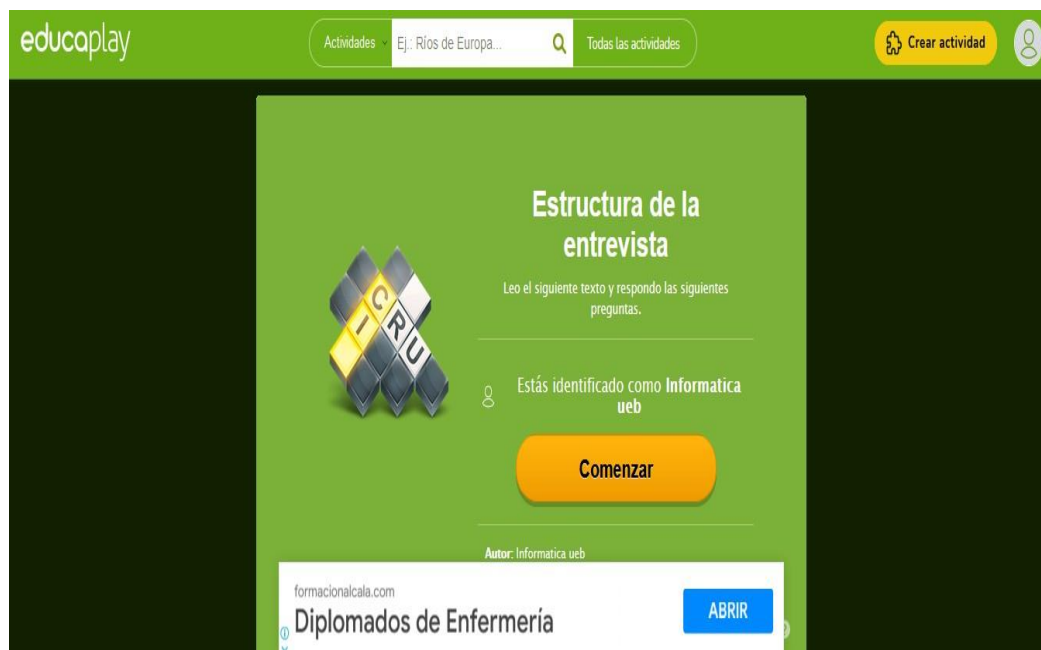 educaplay
Actividades
Ej.: Ríos de Europa...
Todas las actividades
Crear actividad
Estructura de la
entrevista
Leo el siguiente texto y respondo las siguientes
preguntas.
C
I R
U
Estás identificado como Informatica
ueb
Comenzar
Autor: Informatica ueb
formacionalcala.com
Diplomados de Enfermería
ABRIR